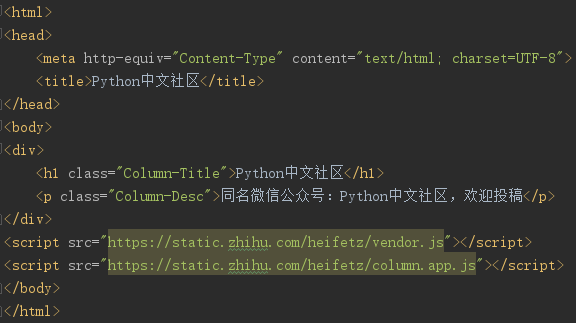 <html>
<head>
<meta http-equiv="Content-Type" content="text/html; charset=UTF-8">
<title>Python中文社区</title>
</head>
<body>
<div>
<h1 class="Column-Title">Python中文社区</h1>
<p class="Column-Desc">同名微信公众号：Python中文社区，欢迎投稿</p>
</div>
<script src="https://static.zhihu.com/heifetz/vendor.js"></script>
<script src="https://static.zhihu.com/heifetz/column.app.js"></script>
</body>
</html>